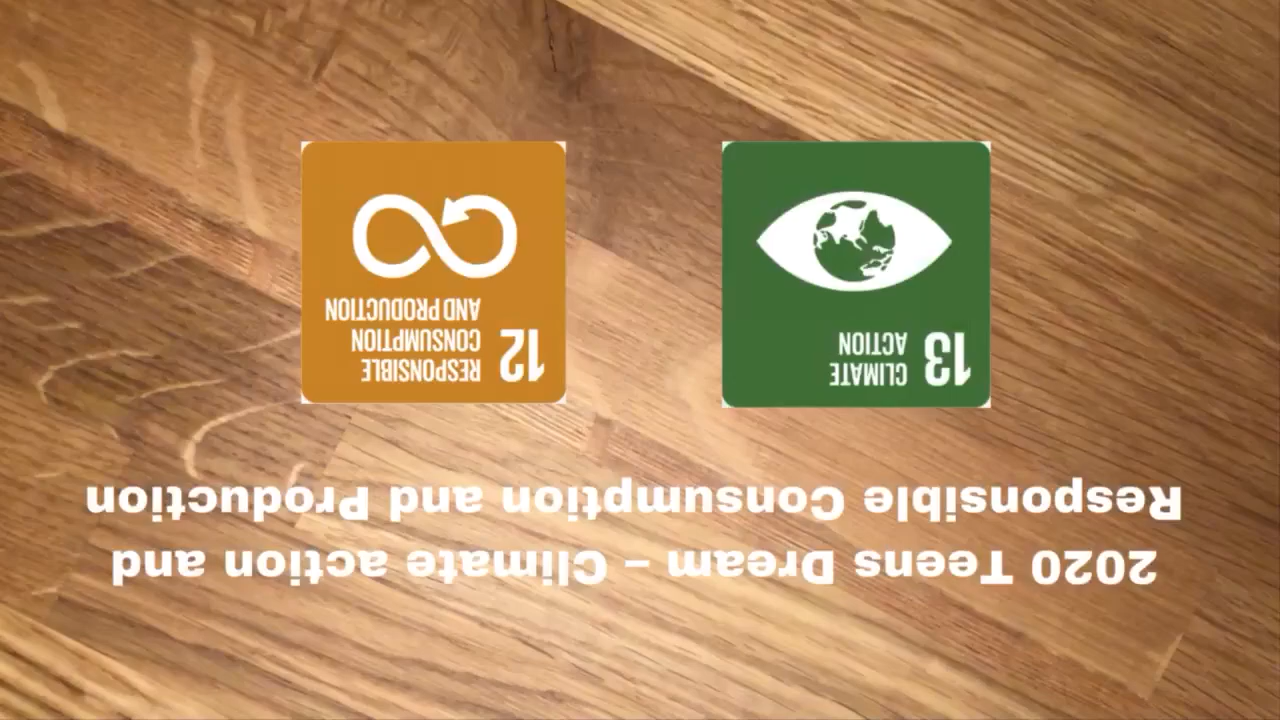 2020 Teens Dream – Climate action and
Responsible Consumption and Production
13 CLIMATE
ACTION
12 RESPONSIBLE
CONSUMPTION
AND PRODUCTION